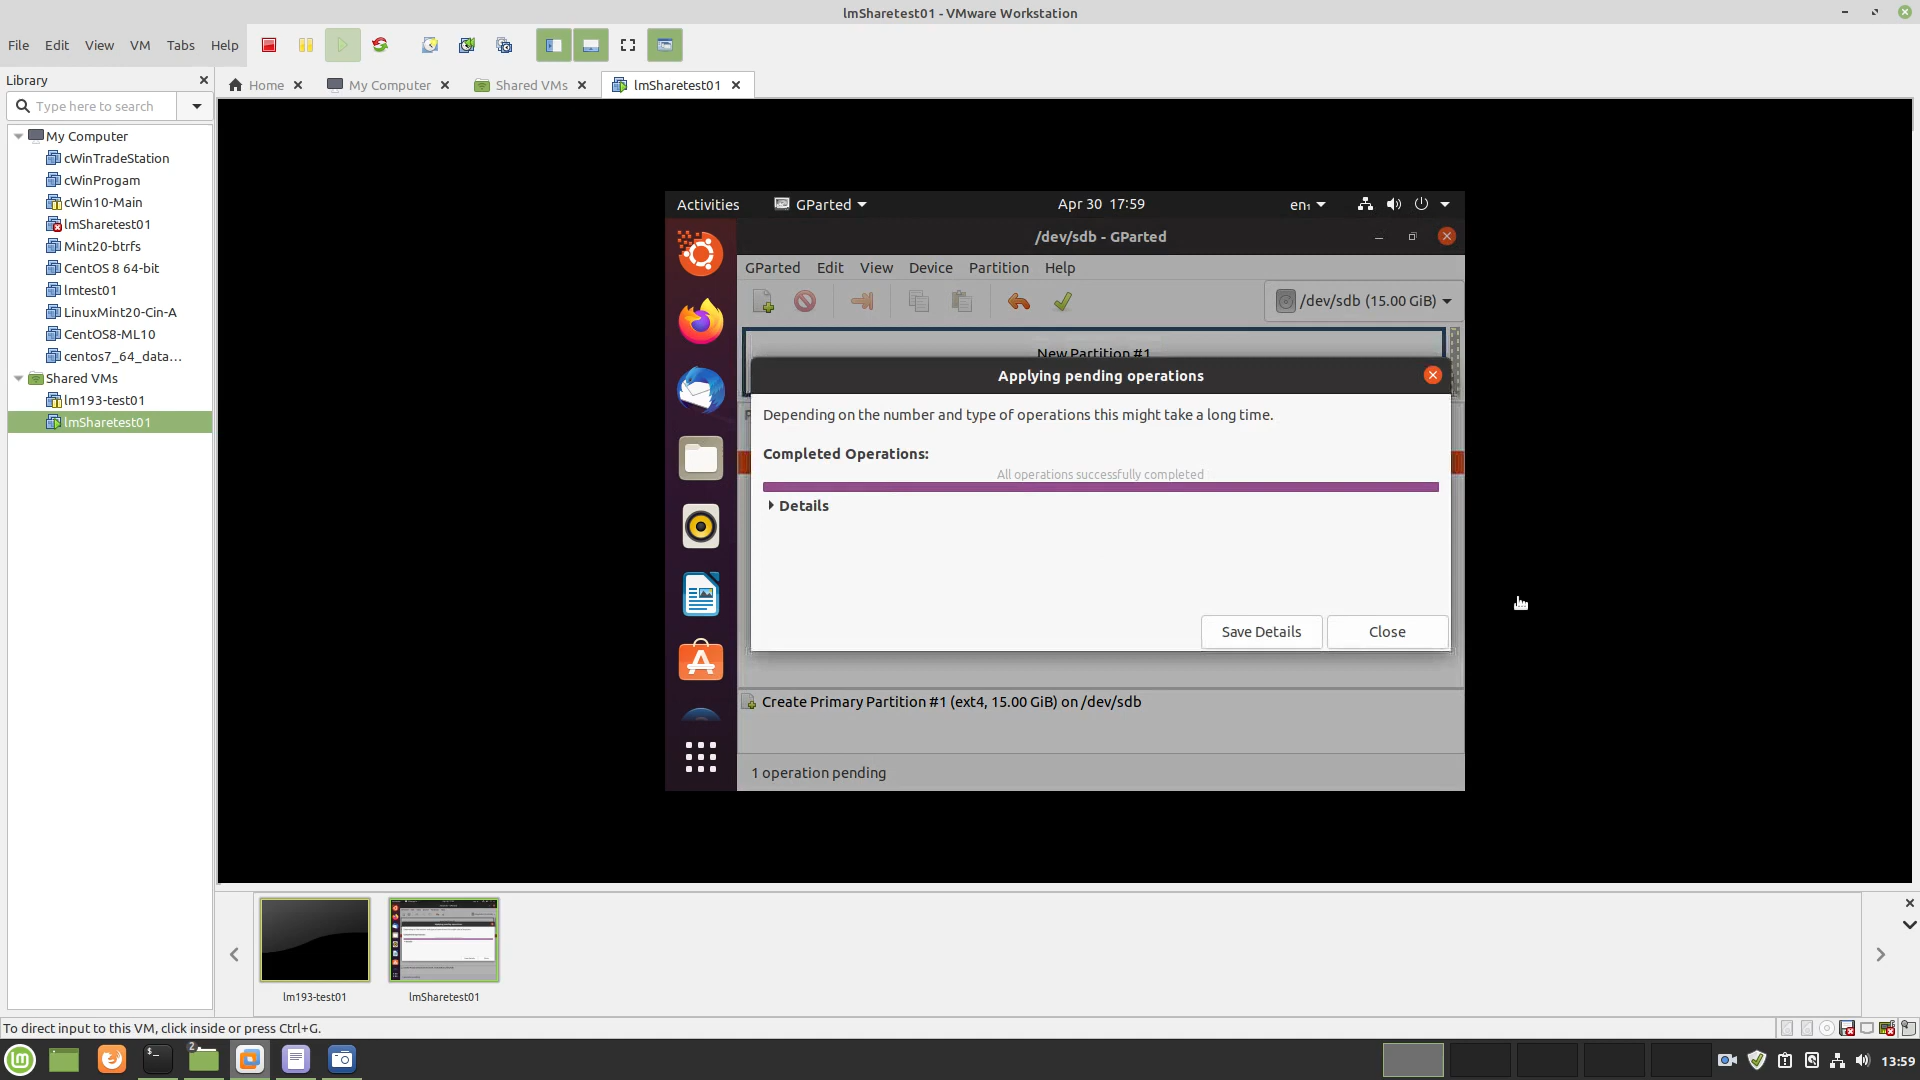 lmSharetest01 - VMware Workstation
File Edit View VM Tabs Help
Library
Type here to search
My Computer
cWinTradeStation
cWinProgam
cWin10-Main
lmSharetest01
Mint20-btrfs
CentOS 8 64-bit
lmtest01
LinuxMint20-Cin-A
CentOS8-ML10
centos7_64_data...
Shared VMs
lm193-test01
lmSharetest01
Home My Computer Shared VMs lmSharetest01
Activities GParted Apr 30 17:59 en₁
/dev/sdb - GParted
GParted Edit View Device Partition Help
/dev/sdb (15.00 GiB)
New Partition #1
Applying pending operations
Depending on the number and type of operations this might take a long time.
Completed Operations:
All operations successfully completed
Details
Save Details Close
Create Primary Partition #1 (ext4, 15.00 GiB) on /dev/sdb
1 operation pending
lm193-test01 lmSharetest01
To direct input to this VM, click inside or press Ctrl+G.
2
13:59